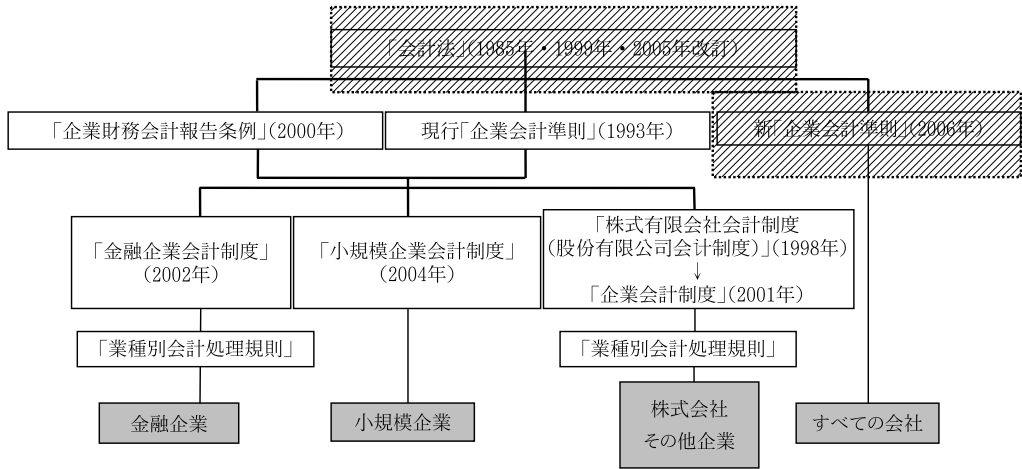 「会計法」(1985年・1999年・2005年改訂)
「企業財務会計報告条例」(2000年)
現行「企業会計準則」(1993年)
新「企業会計準則」(2006年)
「金融企業会計制度」
(2002年)
「小規模企業会計制度」
(2004年)
「株式有限会社会計制度
(股份有限公司会计制度)」(1998年)
↓
「企業会計制度」(2001年)
「業種別会計処理規則」
「業種別会計処理規則」
金融企業
小規模企業
株式会社
その他企業
すべての会社